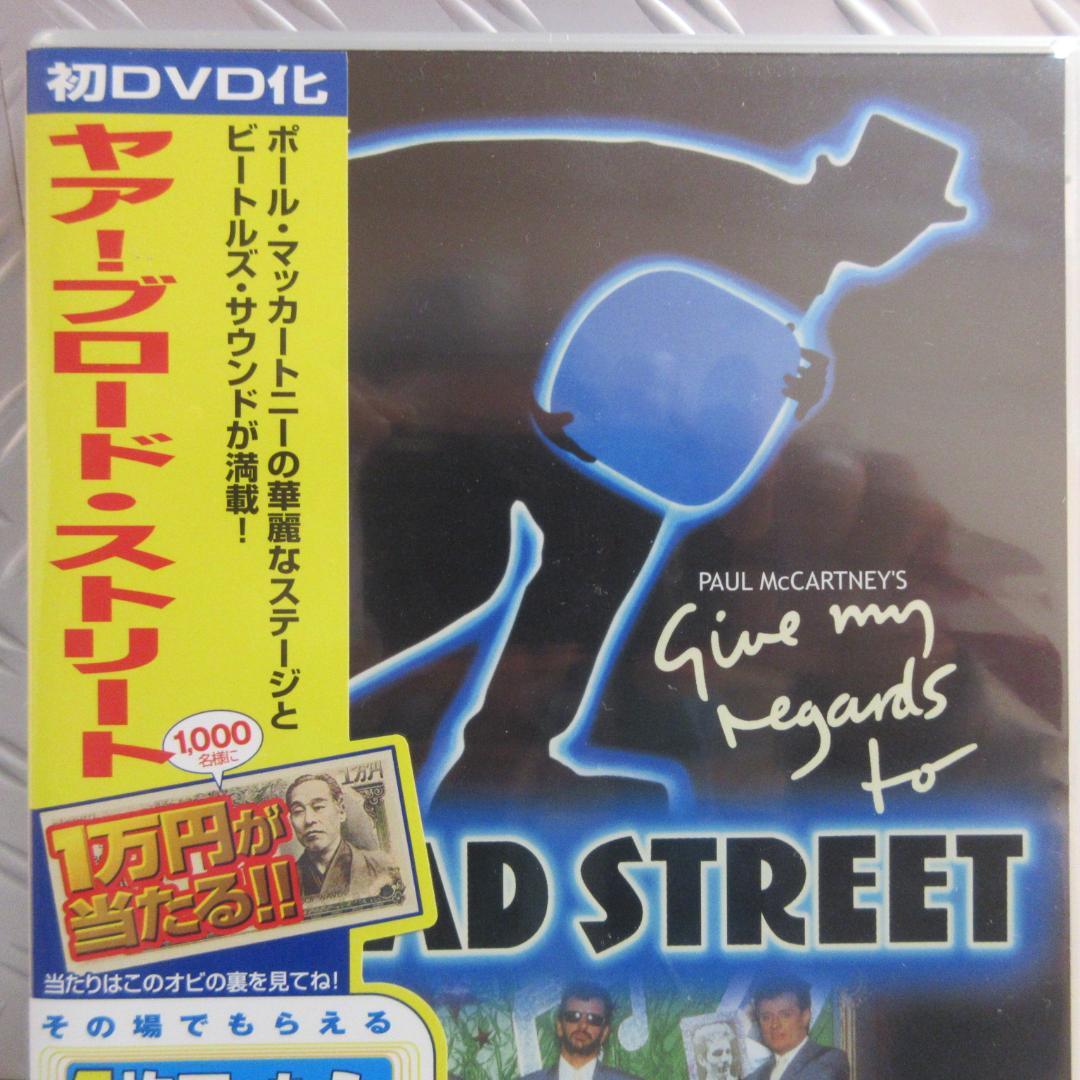 初DVD化
ポール・マッカートニーの華麗なステージと
ビートルズ・サウンドが満載！
ヤァ！ブロード・ストリート
1,000
名様に
1万円
1万円が
当たる!!
当たりはこのオビの裏を見てね！
その場でもらえる
PAUL McCARTNEY'S
Give my
regards
to
AD STREET